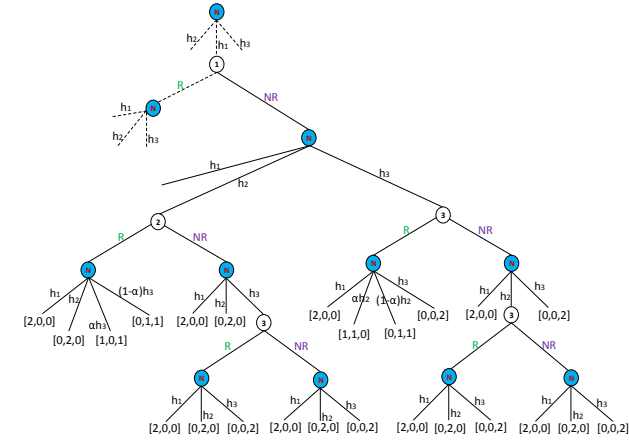 N
h₂ h₁ h₃
1
R NR
N
h₁ h₂ h₃
N
h₁ h₃
h₂
2 3
R NR R NR
N N N N
h₁ h₂ αh₃ (1-α)h₃ h₁ h₂ h₃ h₁ αh₂ (1-α)h₂ h₃ h₁ h₂ h₃
[2,0,0] [0,2,0] [1,0,1] [0,1,1] [2,0,0] [0,2,0] [2,0,0] [1,1,0] [0,1,1] [0,0,2] [2,0,0] [0,0,2]
3 3
R NR R NR
N N N N
h₁ h₂ h₃ h₁ h₂ h₃ h₁ h₂ h₃ h₁ h₂ h₃
[2,0,0] [0,2,0] [0,0,2] [2,0,0] [0,2,0] [0,0,2] [2,0,0] [0,2,0] [0,0,2] [2,0,0] [0,2,0] [0,0,2]